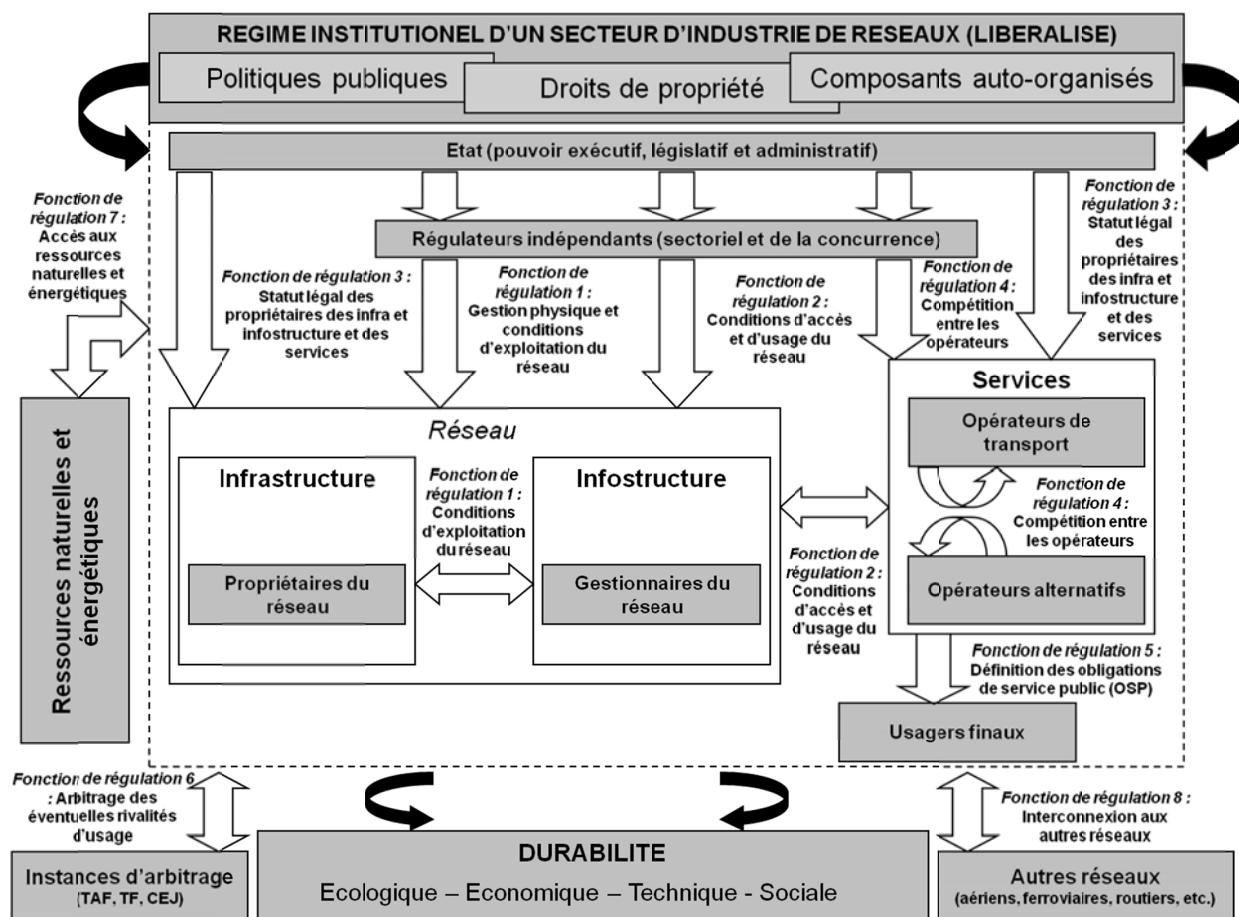 REGIME INSTITUTIONEL D'UN SECTEUR D'INDUSTRIE DE RESEAUX (LIBERALISE)
Politiques publiques
Droits de propriété
Composants auto-organisés
Etat (pouvoir exécutif, législatif et administratif)
Fonction de
régulation 7 :
Accès aux
ressources
naturelles et
énergétiques
Régulateurs indépendants (sectoriel et de la concurrence)
Fonction de régulation 3 :
Statut légal des
propriétaires des infra et
infostructure et des
services
Fonction de
régulation 1 :
Gestion physique et
conditions
d'exploitation du
réseau
Fonction de
régulation 2 :
Conditions d'accès
et d'usage du
réseau
Fonction de
régulation 4 :
Compétition
entre les
opérateurs
Fonction de
régulation 3 :
Statut légal
des
propriétaires
des infra et
infostructure
et des
services
Ressources naturelles et
énergétiques
Réseau
Infrastructure
Propriétaires du
réseau
Fonction de
régulation 1 :
Conditions
d'exploitation
du réseau
Infostructure
Gestionnaires du
réseau
Fonction de
régulation 2 :
Conditions
d'accès et
d'usage du
réseau
Services
Opérateurs de
transport
Fonction de
régulation 4 :
Compétition entre
les opérateurs
Opérateurs alternatifs
Fonction de régulation 5 :
Définition des obligations
de service public (OSP)
Usagers finaux
Fonction de régulation 6
: Arbitrage des
éventuelles rivalités
d'usage
Instances d'arbitrage
(TAF, TF, CEJ)
DURABILITE
Ecologique – Economique – Technique - Sociale
Fonction de régulation 8 :
Interconnexion aux
autres réseaux
Autres réseaux
(aériens, ferroviaires, routiers, etc.)